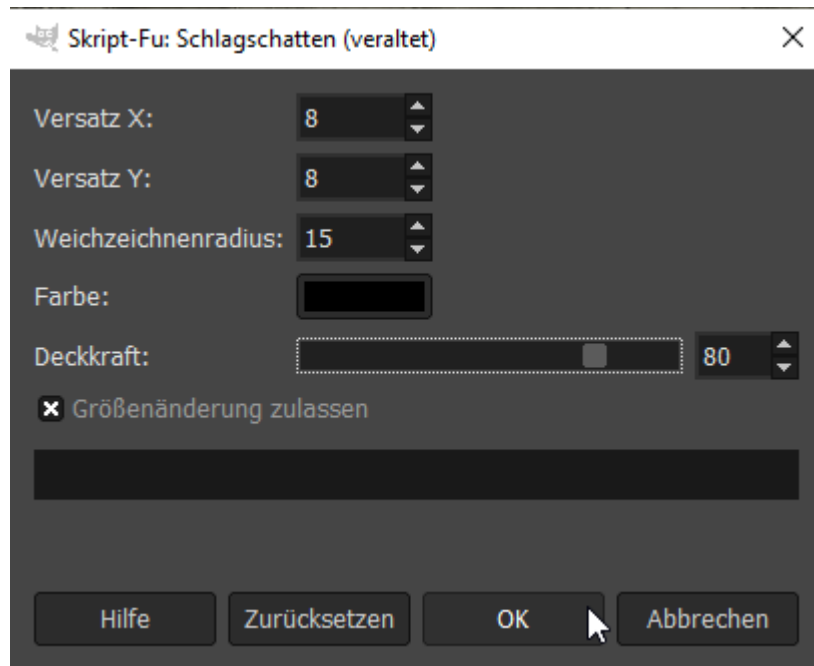 Skript-Fu: Schlagschatten (veraltet)
Versatz X: 8
Versatz Y: 8
Weichzeichnenradius: 15
Farbe:
Deckkraft: 80
Größenänderung zulassen
Hilfe Zurücksetzen OK Abbrechen